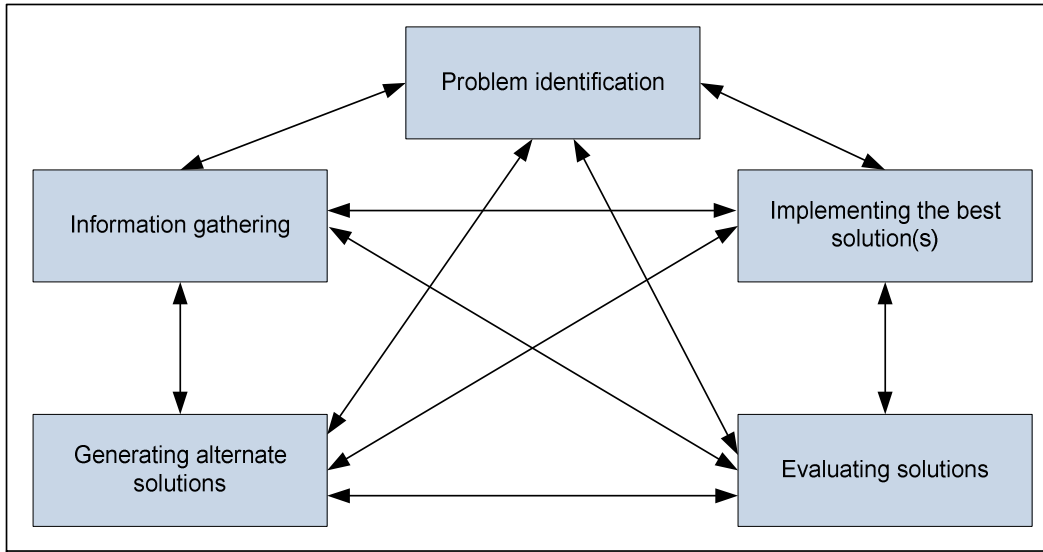 Problem identification
Information gathering
Implementing the best
solution(s)
Generating alternate
solutions
Evaluating solutions